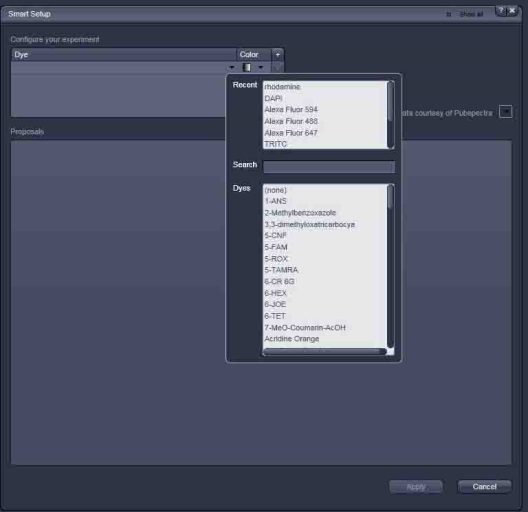 Smart Setup
Show all
? X
Configure your experiment
Dye Color +
Recent
rhodamine
DAPI
Alexa Fluor 594
Alexa Fluor 488
Alexa Fluor 647
TRITC
ata courtesy of Pubspectra
Proposals
Search
Dyes
(none)
1-ANS
2-Methylbenzoxazole
3,3-dimethyloxatricarbocya
5-CNF
5-FAM
5-ROX
5-TAMRA
6-CR 6G
6-HEX
6-JOE
6-TET
7-MeO-Coumarin-AcOH
Acridine Orange
Apply Cancel